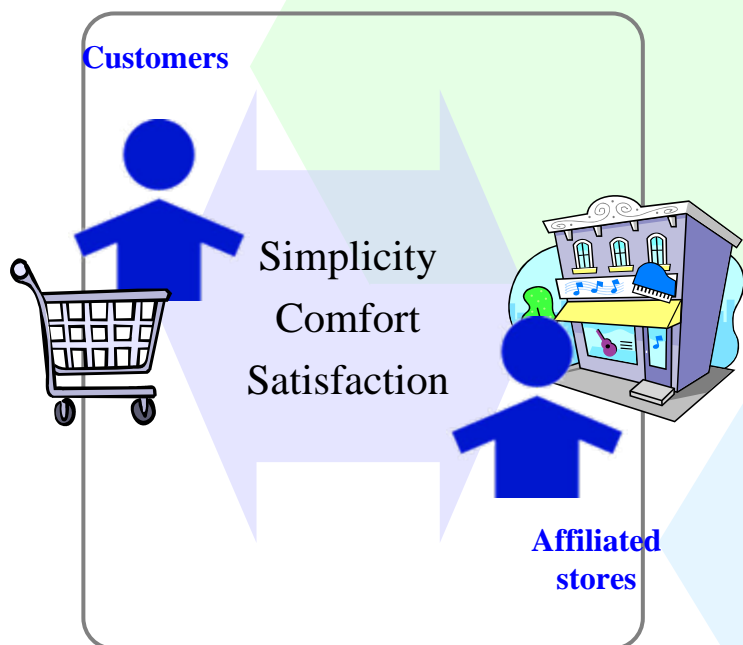 Customers
Simplicity
Comfort
Satisfaction
Affiliated
stores